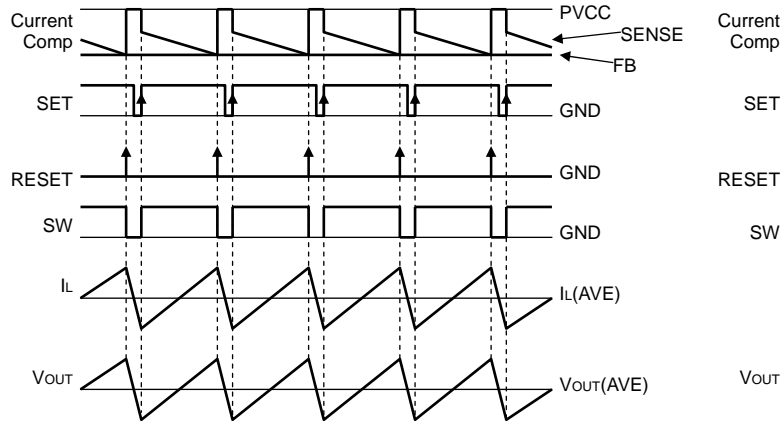 Current
Comp
PVCC
SENSE
FB
SET
GND
RESET
GND
SW
GND
IL
IL(AVE)
VOUT
VOUT(AVE)
Current
Comp
SET
RESET
SW
VOUT